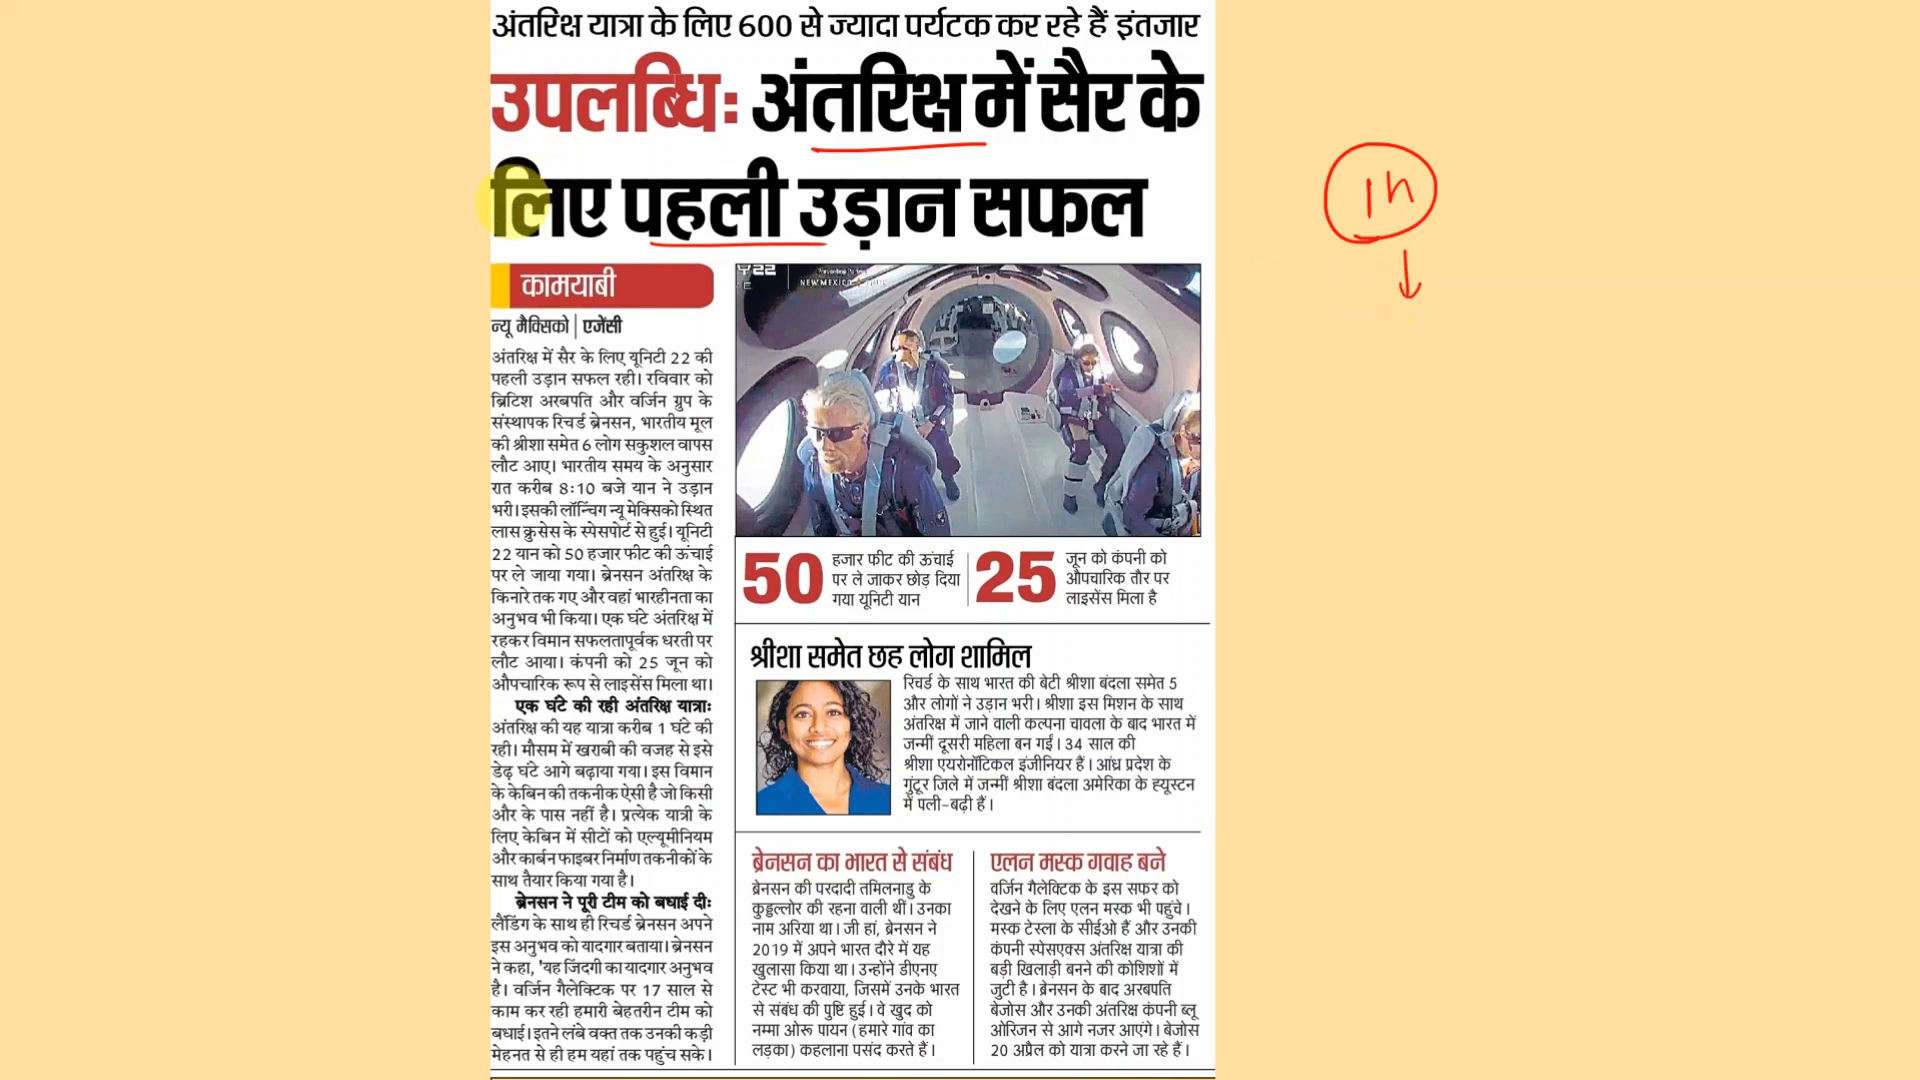 अंतरिक्ष यात्रा के लिए 600 से ज्यादा पर्यटक कर रहे हैं इंतजार
उपलब्धिः अंतरिक्ष में सैर के
लिए पहली उड़ान सफल
1h
कामयाबी
न्यू मैक्सिको | एजेंसी
अंतरिक्ष में सैर के लिए यूनिटी 22 की
पहली उड़ान सफल रही। रविवार को
ब्रिटिश अरबपति और वर्जिन ग्रुप के
संस्थापक रिचर्ड ब्रेनसन, भारतीय मूल
की श्रीशा समेत 6 लोग सकुशल वापस
लौट आए। भारतीय समय के अनुसार
रात करीब 8:10 बजे यान ने उड़ान
भरी। इसकी लॉन्चिंग न्यू मेक्सिको स्थित
लास क्रुसेस के स्पेसपोर्ट से हुई। यूनिटी
22 यान को 50 हजार फीट की ऊंचाई
पर ले जाया गया। ब्रेनसन अंतरिक्ष के
किनारे तक गए और वहां भारहीनता का
अनुभव भी किया। एक घंटे अंतरिक्ष में
रहकर विमान सफलतापूर्वक धरती पर
लौट आया। कंपनी को 25 जून को
औपचारिक रूप से लाइसेंस मिला था।
एक घंटे की रही अंतरिक्ष यात्राः
अंतरिक्ष की यह यात्रा करीब 1 घंटे की
रही। मौसम में खराबी की वजह से इसे
डेढ़ घंटे आगे बढ़ाया गया। इस विमान
के केबिन की तकनीक ऐसी है जो किसी
और के पास नहीं है। प्रत्येक यात्री के
लिए केबिन में सीटों को एल्यूमीनियम
और कार्बन फाइबर निर्माण तकनीकों के
साथ तैयार किया गया है।
ब्रेनसन ने पूरी टीम को बधाई दीः
लैंडिंग के साथ ही रिचर्ड ब्रेनसन अपने
इस अनुभव को यादगार बताया। ब्रेनसन
ने कहा, 'यह जिंदगी का यादगार अनुभव
है। वर्जिन गैलेक्टिक पर 17 साल से
काम कर रही हमारी बेहतरीन टीम को
बधाई। इतने लंबे वक्त तक उनकी कड़ी
मेहनत से ही हम यहां तक पहुंच सके।
Y22
NEW MEXICO
50 हजार फीट की ऊंचाई
पर ले जाकर छोड़ दिया
गया यूनिटी यान
25 जून को कंपनी को
औपचारिक तौर पर
लाइसेंस मिला है
श्रीशा समेत छह लोग शामिल
रिचर्ड के साथ भारत की बेटी श्रीशा बंदला समेत 5
और लोगों ने उड़ान भरी। श्रीशा इस मिशन के साथ
अंतरिक्ष में जाने वाली कल्पना चावला के बाद भारत में
जन्मीं दूसरी महिला बन गईं। 34 साल की
श्रीशा एयरोनॉटिकल इंजीनियर हैं। आंध्र प्रदेश के
गुंटूर जिले में जन्मीं श्रीशा बंदला अमेरिका के ह्यूस्टन
में पली-बढ़ी हैं।
ब्रेनसन का भारत से संबंध
ब्रेनसन की परदादी तमिलनाडु के
कुड्डल्लोर की रहना वाली थीं। उनका
नाम अरिया था। जी हां, ब्रेनसन ने
2019 में अपने भारत दौरे में यह
खुलासा किया था। उन्होंने डीएनए
टेस्ट भी करवाया, जिसमें उनके भारत
से संबंध की पुष्टि हुई। वे खुद को
नम्मा ओरू पायन (हमारे गांव का
लड़का) कहलाना पसंद करते हैं।
एलन मस्क गवाह बने
वर्जिन गैलेक्टिक के इस सफर को
देखने के लिए एलन मस्क भी पहुंचे।
मस्क टेस्ला के सीईओ हैं और उनकी
कंपनी स्पेसएक्स अंतरिक्ष यात्रा की
बड़ी खिलाड़ी बनने की कोशिशों में
जुटी है। ब्रेनसन के बाद अरबपति
बेजोस और उनकी अंतरिक्ष कंपनी ब्लू
ओरिजन से आगे नजर आएंगे। बेजोस
20 अप्रैल को यात्रा करने जा रहे हैं।